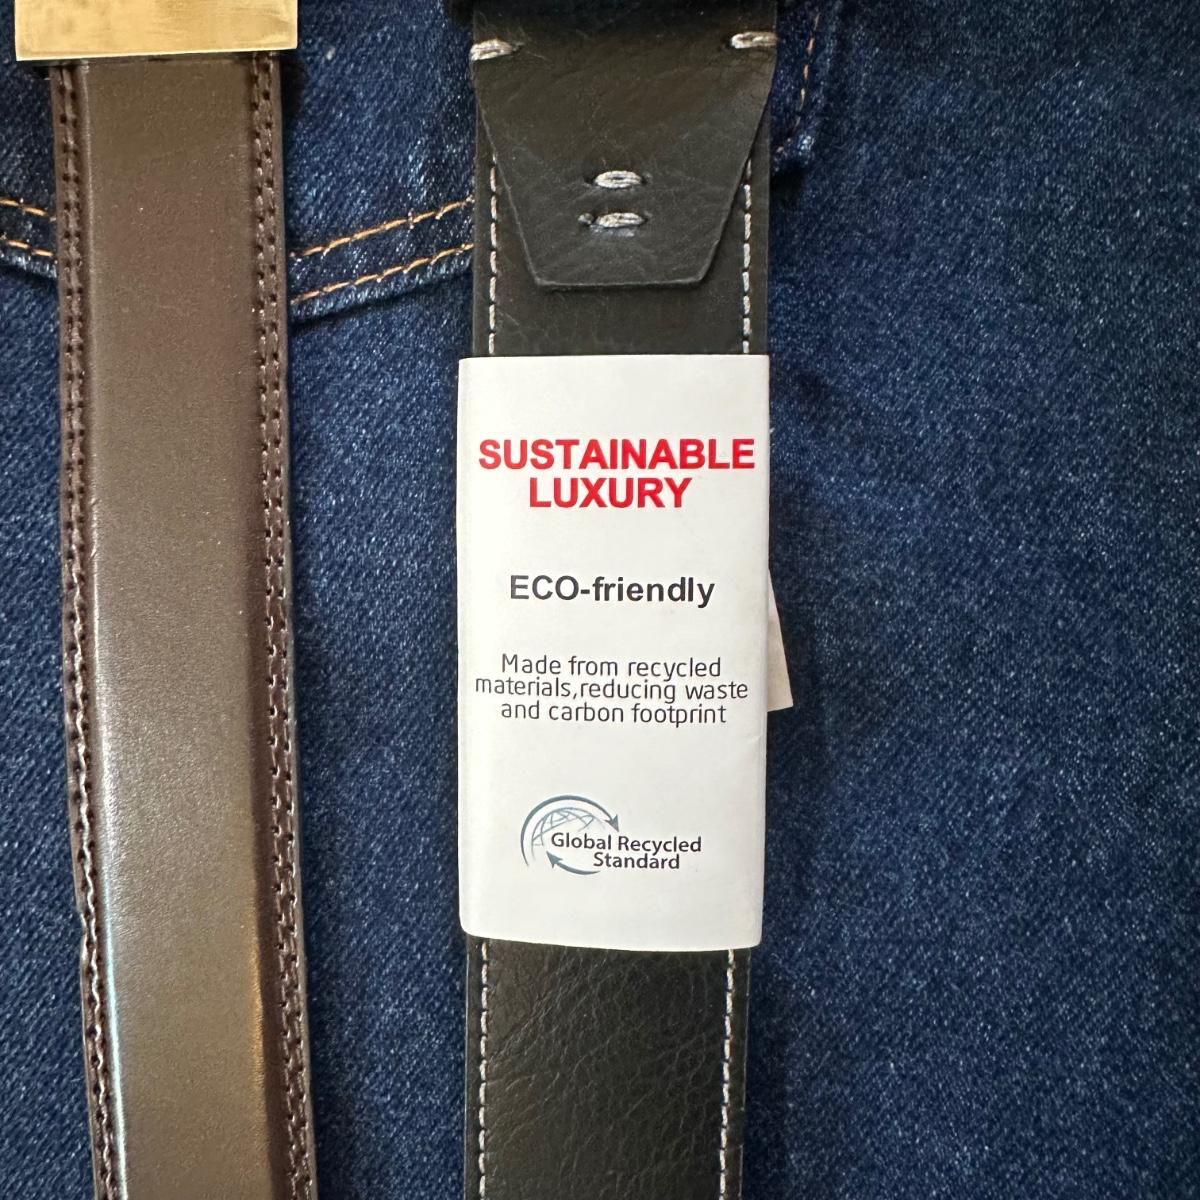 SUSTAINABLE
LUXURY
ECO-friendly
Made from recycled
materials,reducing waste
and carbon footprint
Global Recycled
Standard